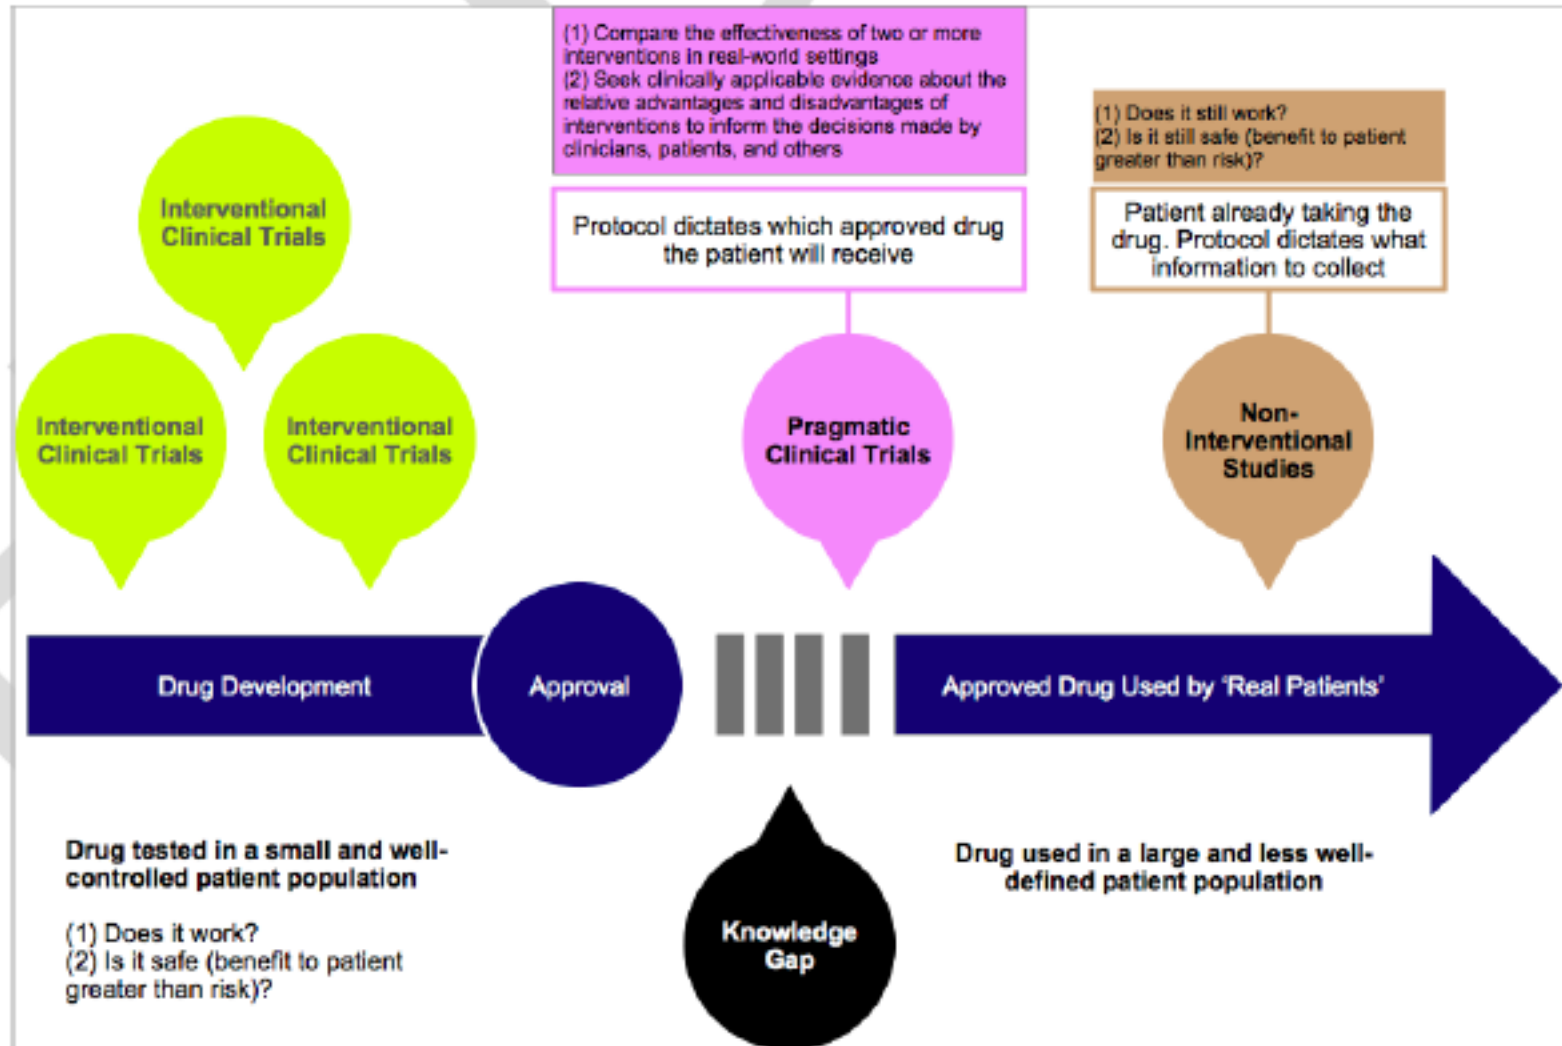 (1) Compare the effectiveness of two or more
interventions in real-world settings
(2) Seek clinically applicable evidence about the
relative advantages and disadvantages of
interventions to inform the decisions made by
clinicians, patients, and others
(1) Does it still work?
(2) Is it still safe (benefit to patient
greater than risk)?
Protocol dictates which approved drug
the patient will receive
Patient already taking the
drug. Protocol dictates what
information to collect
Interventional
Clinical Trials
Interventional
Clinical Trials
Interventional
Clinical Trials
Pragmatic
Clinical Trials
Non-
Interventional
Studies
Drug Development
Approval
Approved Drug Used by ‘Real Patients’
Drug tested in a small and well-
controlled patient population
(1) Does it work?
(2) Is it safe (benefit to patient
greater than risk)?
Knowledge
Gap
Drug used in a large and less well-
defined patient population